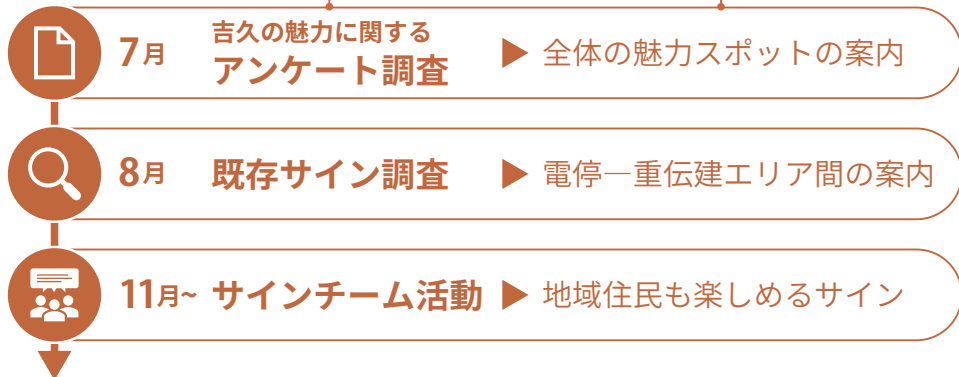 7月 吉久の魅力に関する
アンケート調査 ▶ 全体の魅力スポットの案内
8月 既存サイン調査 ▶ 電停―重伝建エリア間の案内
11月~ サインチーム活動 ▶ 地域住民も楽しめるサイン